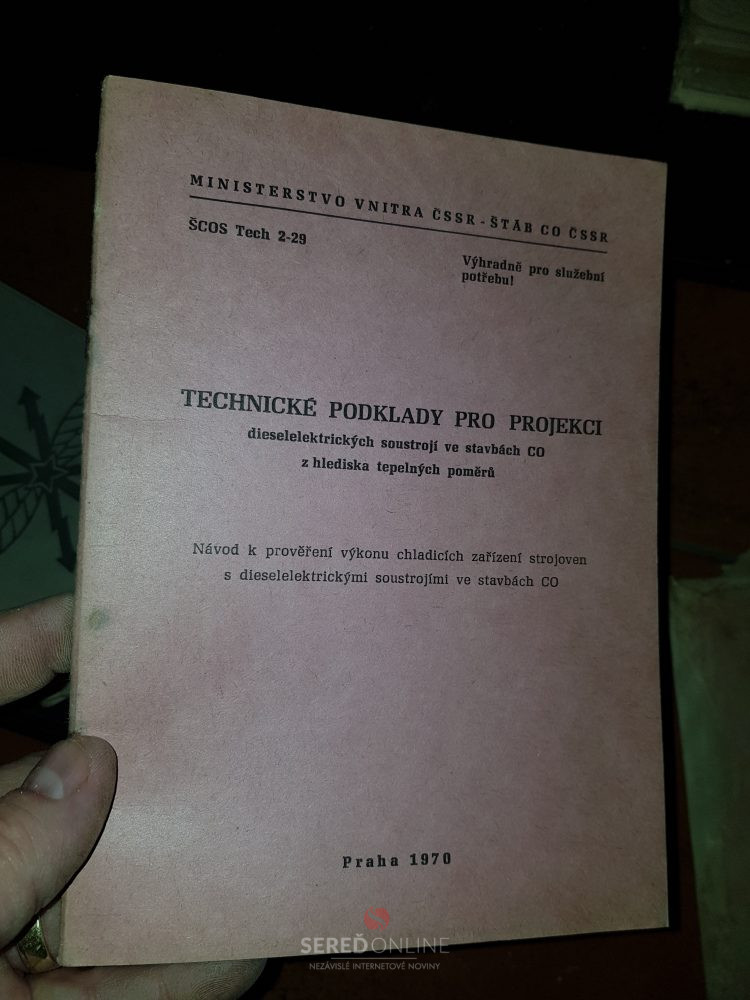 MINISTERSTVO VNITRA ČSSR - ŠTÁB CO ČSSR
ŠCOS Tech 2-29
Výhradně pro služební
potřebu!
TECHNICKÉ PODKLADY PRO PROJEKCI
dieselelektrických soustrojí ve stavbách CO
z hlediska tepelných poměrů
Návod k prověření výkonu chladicích zařízení strojoven
s dieselelektrickými soustrojími ve stavbách CO
Praha 1970
SEREĎONLINE
NEZÁVISLÉ INTERNETOVÉ NOVINY